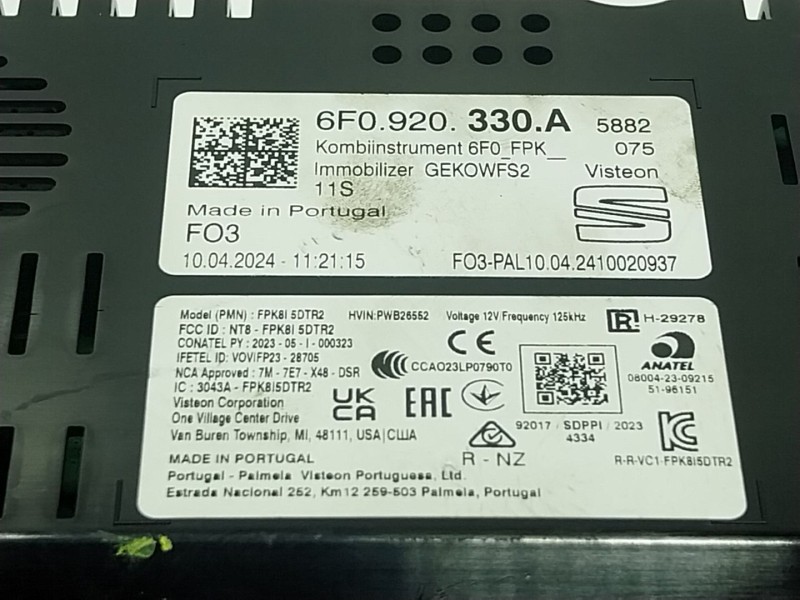 6F0.920. 330.A 5882
Kombiinstrument 6F0_FPK__ 075
Immobilizer GEKOWFS2 Visteon
11S
Made in Portugal
FO3
10.04.2024 - 11:21:15 FO3-PAL10.04.2410020937
Model (PMN) : FPK8I 5DTR2 HVIN:PWB26552 Voltage 12V/Frequency 125kHz R H-29278
FCC ID : NT8 - FPK8I 5DTR2
CONATEL PY : 2023 - 05 - I - 000323
IFETEL ID: VOVIFP23 - 28705
NCA Approved : 7M - 7E7 - X48 - DSR CCAO23LP0790T0
CE
ANATEL
08004-23-09215
51-96151
IC : 3043A - FPK8I5DTR2
Visteon Corporation
One Village Center Drive
Van Buren Township, MI, 48111, USA|США
UK
CA
EAC
92017 / SDPPI / 2023
4334
R - NZ
R-R-VC1-FPK8I5DTR2
MADE IN PORTUGAL
Portugal - Palmela Visteon Portuguesa, Ltd.
Estrada Nacional 252, Km12 259-503 Palmela, Portugal